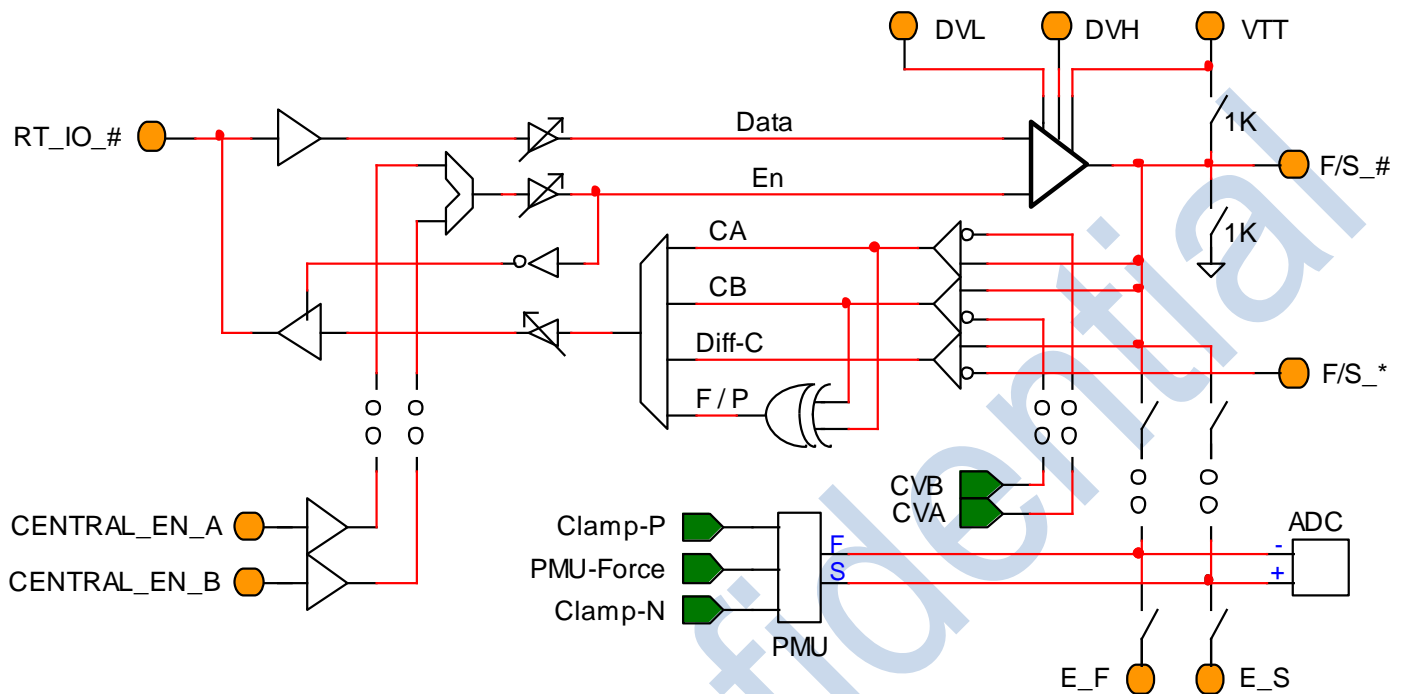 DVL
DVH
VTT
RT_IO_#
Data
1K
F/S_#
En
CA
1K
CB
Diff-C
F/S_*
F / P
CVB
CVA
CENTRAL_EN_A
Clamp-P
F
-
ADC
PMU-Force
S
+
CENTRAL_EN_B
Clamp-N
PMU
E_F
E_S
fidential